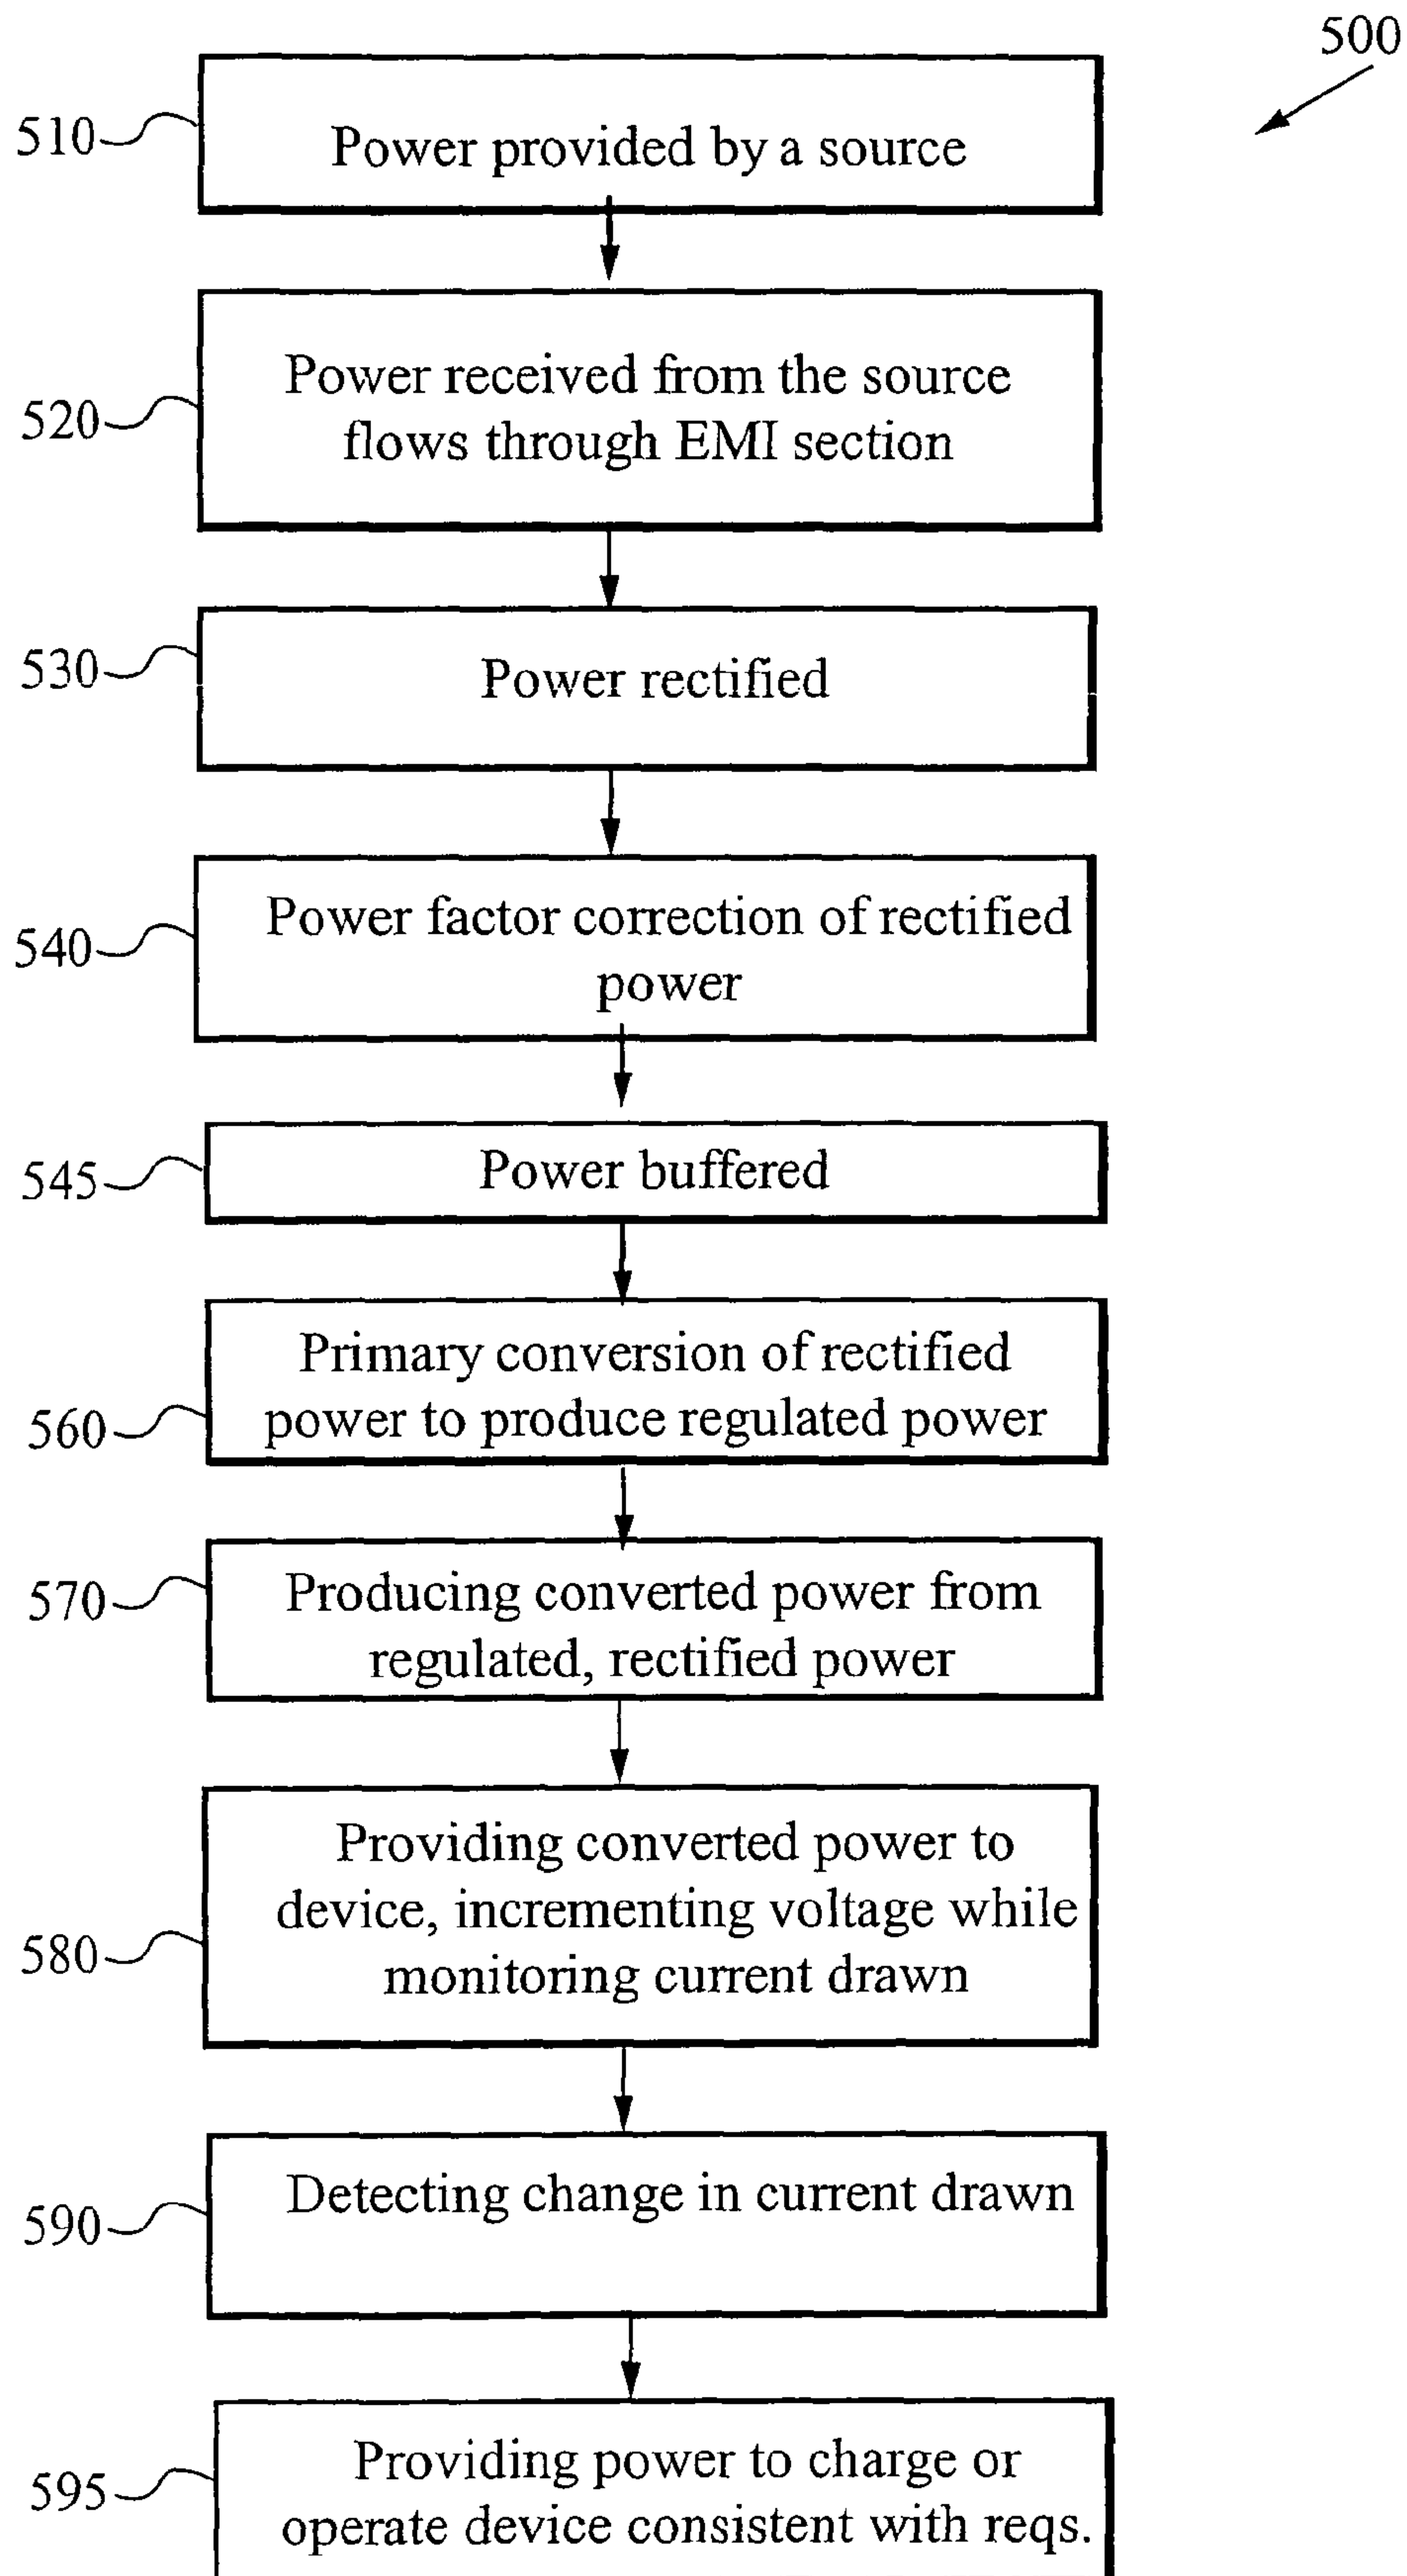 500
510
Power provided by a source
520
Power received from the source
flows through EMI section
530
Power rectified
540
Power factor correction of rectified
power
545
Power buffered
560
Primary conversion of rectified
power to produce regulated power
570
Producing converted power from
regulated, rectified power
580
Providing converted power to
device, incrementing voltage while
monitoring current drawn
590
Detecting change in current drawn
595
Providing power to charge or
operate device consistent with reqs.